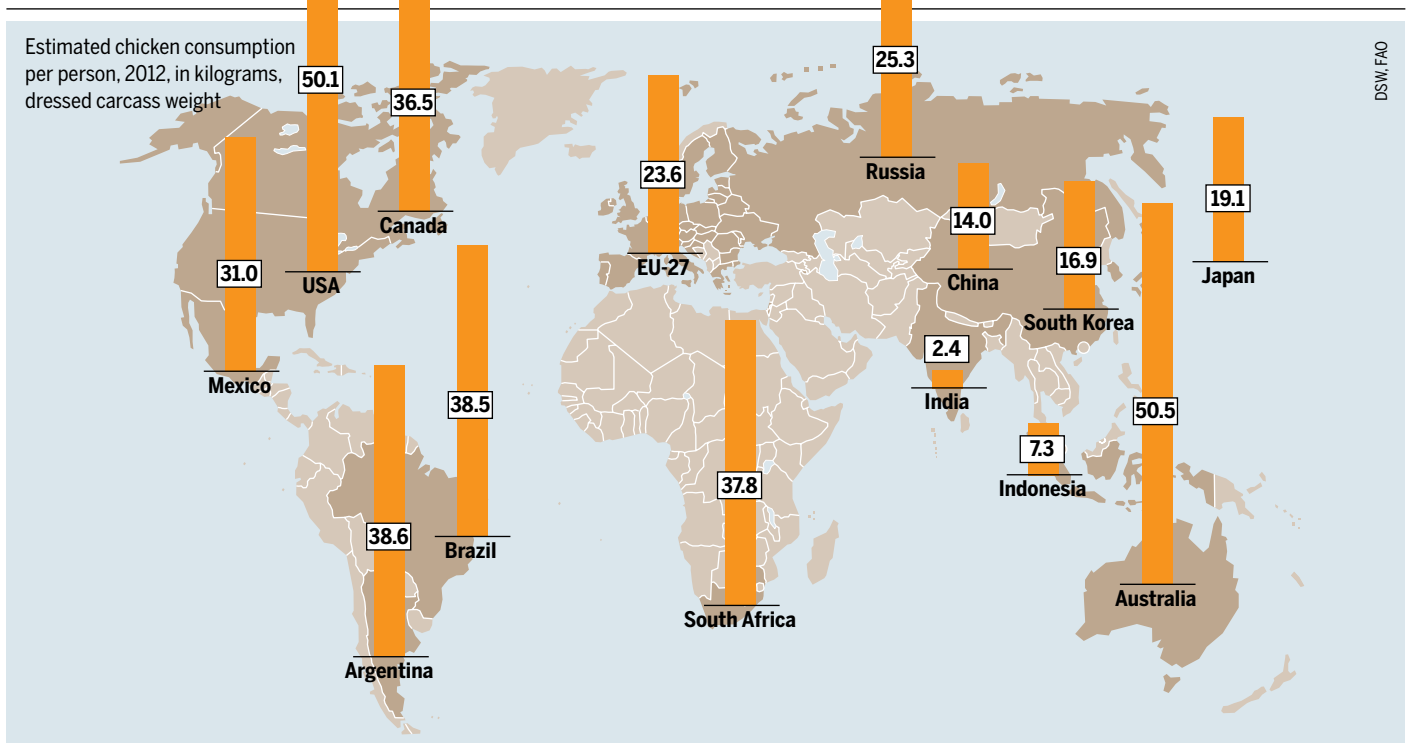 Estimated chicken consumption
per person, 2012, in kilograms,
dressed carcass weight
DSW, FAO
50.1
USA
36.5
Canada
31.0
Mexico
38.5
Brazil
38.6
Argentina
23.6
EU-27
37.8
South Africa
25.3
Russia
14.0
China
16.9
South Korea
19.1
Japan
2.4
India
7.3
Indonesia
50.5
Australia